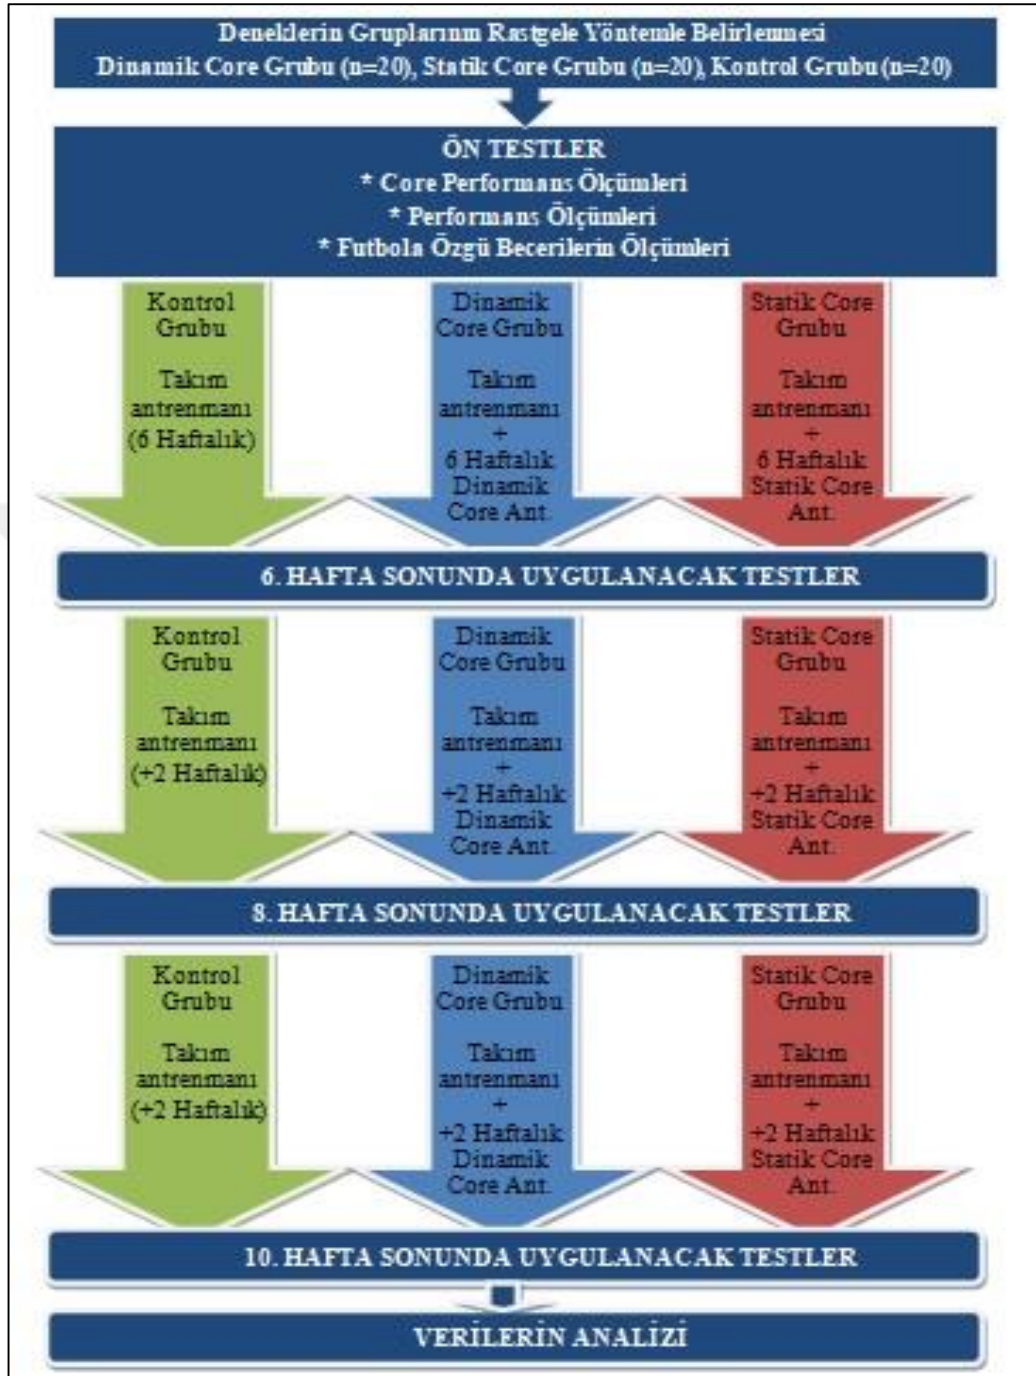 Deneklerin Gruplarının Rastgele Yöntemle Belirlenmesi
Dinamik Core Grubu (n=20), Statik Core Grubu (n=20), Kontrol Grubu (n=20)
ÖN TESTLER
* Core Performans Ölçümleri
* Performans Ölçümleri
* Futbola Özgü Becerilerin Ölçümleri
Kontrol
Grubu
Takım
antrenmanı
(6 Haftalık)
Dinamik
Core Grubu
Takım
antrenmanı
+
6 Haftalık
Dinamik
Core Ant.
Statik Core
Grubu
Takım
antrenmanı
+
6 Haftalık
Statik Core
Ant.
6. HAFTA SONUNDA UYGULANACAK TESTLER
Kontrol
Grubu
Takım
antrenmanı
(+2 Haftalık)
Dinamik
Core Grubu
Takım
antrenmanı
+
+2 Haftalık
Dinamik
Core Ant.
Statik Core
Grubu
Takım
antrenmanı
+
+2 Haftalık
Statik Core
Ant.
8. HAFTA SONUNDA UYGULANACAK TESTLER
Kontrol
Grubu
Takım
antrenmanı
(+2 Haftalık)
Dinamik
Core Grubu
Takım
antrenmanı
+
+2 Haftalık
Dinamik
Core Ant.
Statik Core
Grubu
Takım
antrenmanı
+
+2 Haftalık
Statik Core
Ant.
10. HAFTA SONUNDA UYGULANACAK TESTLER
VERİLERİN ANALİZİ